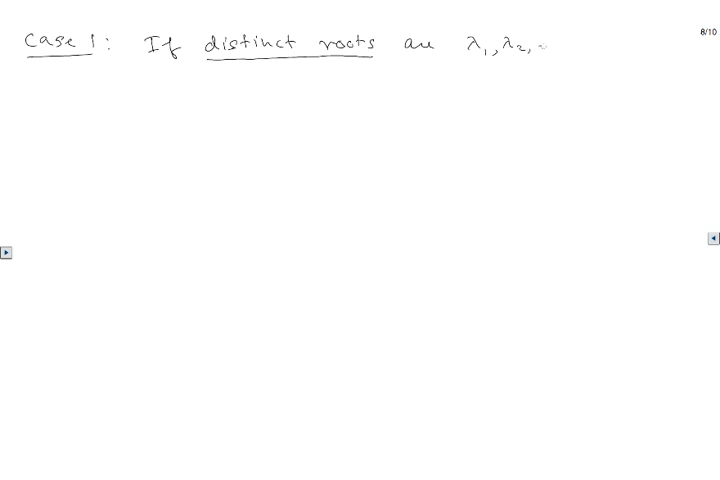 Case 1: If distinct roots are λ₁, λ₂,
8/10